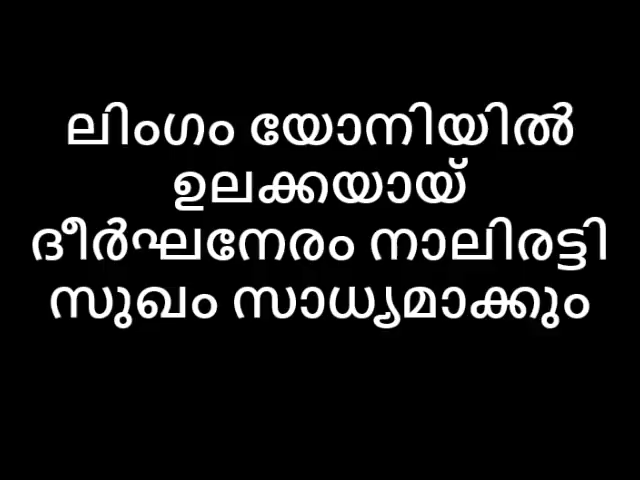 ലിംഗം യോനിയിൽ
ഉലക്കയായ്
ദീർഘനേരം നാലിരട്ടി
സുഖം സാധ്യമാക്കും